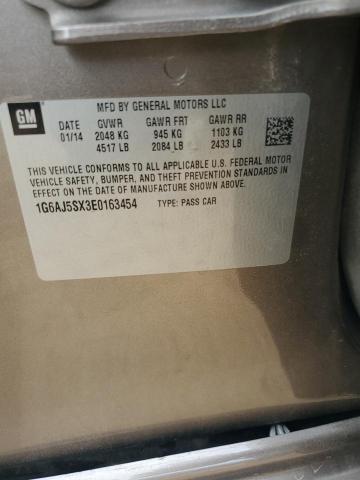 GM
MFD BY GENERAL MOTORS LLC
DATE GVWR GAWR FRT GAWR RR
01/14 2048 KG 945 KG 1103 KG
4517 LB 2084 LB 2433 LB
THIS VEHICLE CONFORMS TO ALL APPLICABLE U.S. FEDERAL MOTOR
VEHICLE SAFETY, BUMPER, AND THEFT PREVENTION STANDARDS IN
EFFECT ON THE DATE OF MANUFACTURE SHOWN ABOVE.
1G6AJ5SX3E0163454 TYPE: PASS CAR